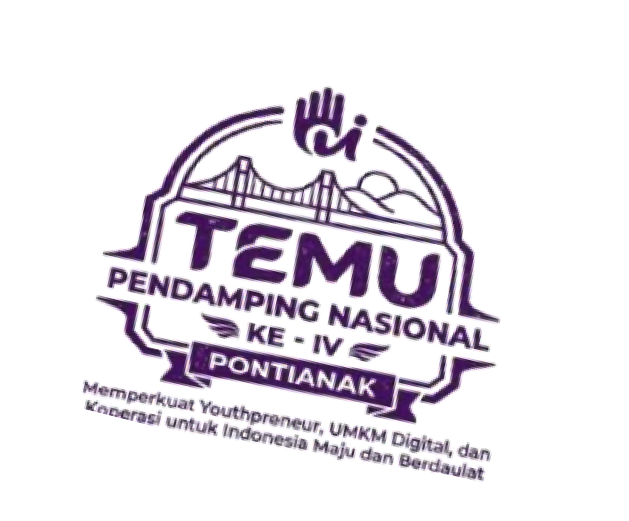 TEMU
PENDAMPING NASIONAL
KE - IV
PONTIANAK
Memperkuat Youthpreneur, UMKM Digital, dan
Koperasi untuk Indonesia Maju dan Berdaulat